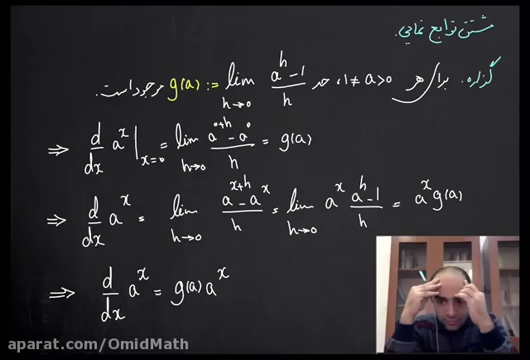 مشتق توابع نمایی.
گزاره. برای هر 1 ≠ a > 0، حد lim_{h→0} (a^h - 1)/h =: g(a) موجود است.
⇒ d/dx a^x |_{x=0} = lim_{h→0} (a^{0+h} - a^0)/h = g(a)
⇒ d/dx a^x = lim_{h→0} (a^{x+h} - a^x)/h = lim_{h→0} a^x (a^h - 1)/h = a^x g(a)
⇒ d/dx a^x = g(a) a^x
aparat.com/OmidMath